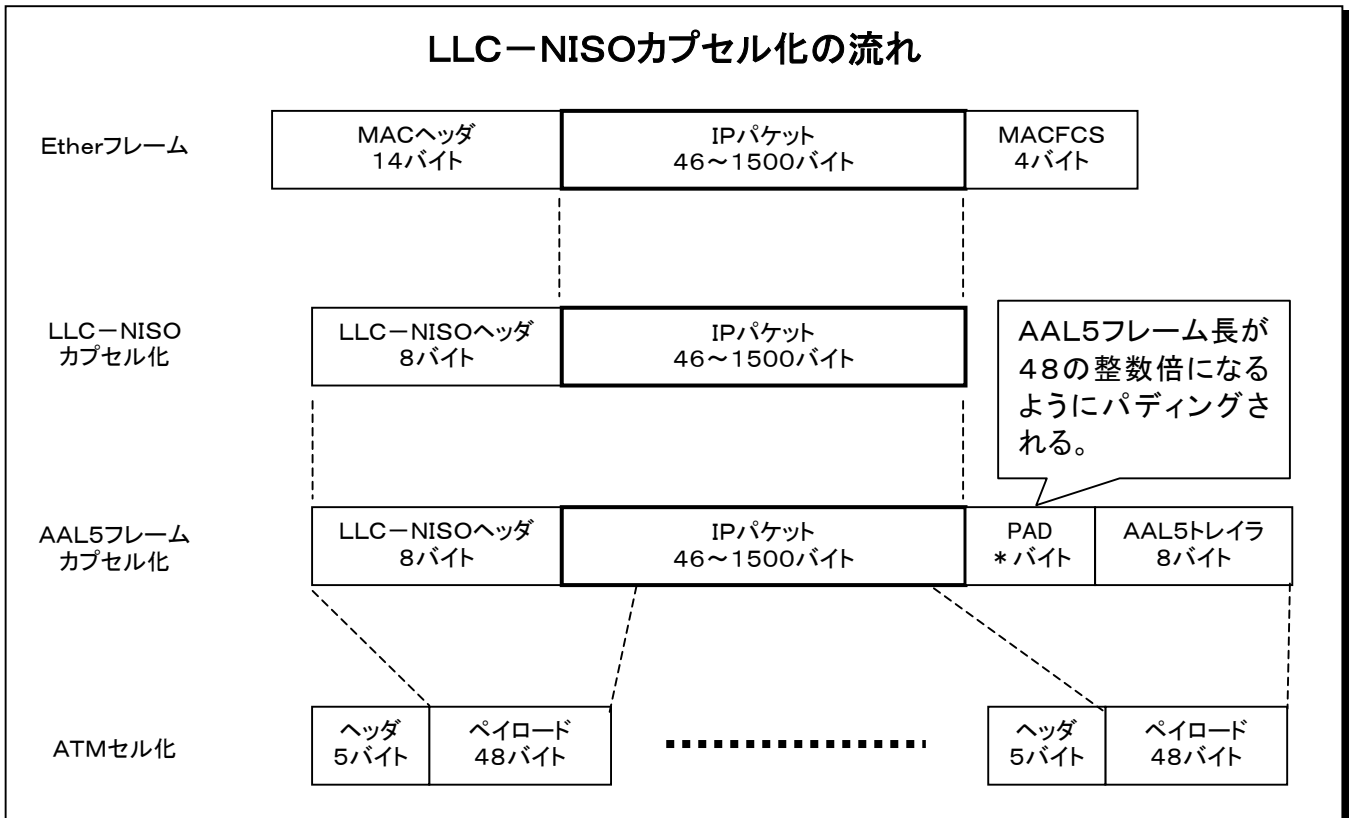 LLC－NISOカプセル化の流れ
Etherフレーム
MACヘッダ
14バイト
IPパケット
46～1500バイト
MACFCS
4バイト
LLC－NISO
カプセル化
LLC－NISOヘッダ
8バイト
IPパケット
46～1500バイト
AAL5フレーム長が
48の整数倍になる
ようにパディングさ
れる。
AAL5フレーム
カプセル化
LLC－NISOヘッダ
8バイト
IPパケット
46～1500バイト
PAD
*バイト
AAL5トレイラ
8バイト
ATMセル化
ヘッダ
5バイト
ペイロード
48バイト
ヘッダ
5バイト
ペイロード
48バイト